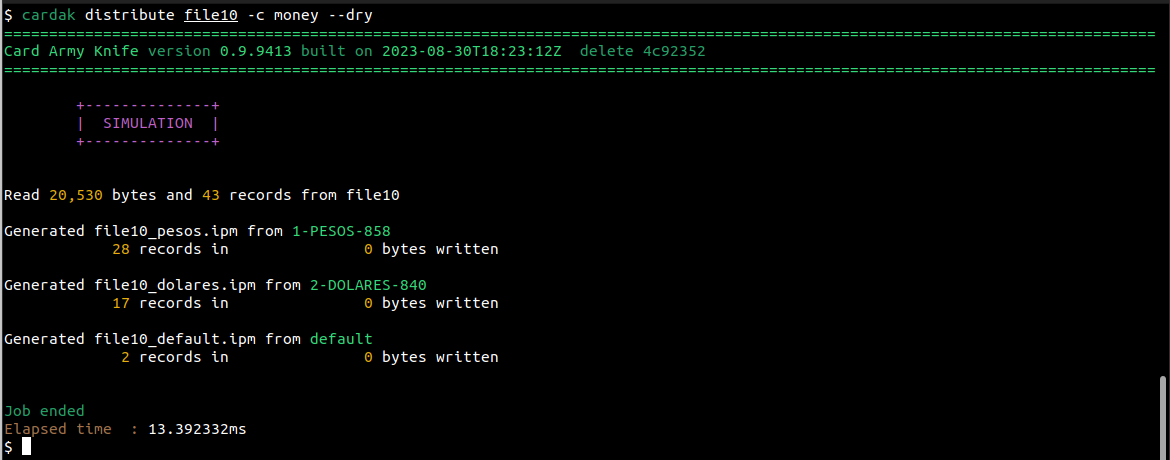 $ cardak distribute file10 -c money --dry
================================================================================================================================
Card Army Knife version 0.9.9413 built on 2023-08-30T18:23:12Z  delete 4c92352
================================================================================================================================
+--------------+
|  SIMULATION  |
+--------------+
Read 20,530 bytes and 43 records from file10
Generated file10_pesos.ipm from 1-PESOS-858
28 records in               0 bytes written
Generated file10_dolares.ipm from 2-DOLARES-840
17 records in               0 bytes written
Generated file10_default.ipm from default
2 records in               0 bytes written
Job ended
Elapsed time  : 13.392332ms
$